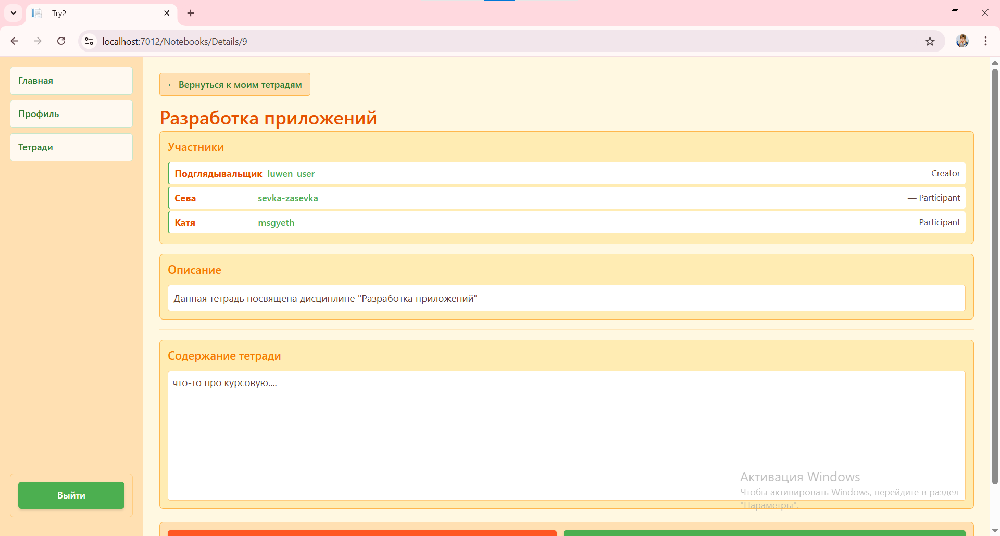 - Try2
localhost:7012/Notebooks/Details/9
Главная
Профиль
Тетради
Выйти
← Вернуться к моим тетрадям
Разработка приложений
Участники
Подглядывальщик luwen_user — Creator
Сева sevka-zasevka — Participant
Катя msgyeth — Participant
Описание
Данная тетрадь посвящена дисциплине "Разработка приложений"
Содержание тетради
что-то про курсовую....
Активация Windows
Чтобы активировать Windows, перейдите в раздел
"Параметры".